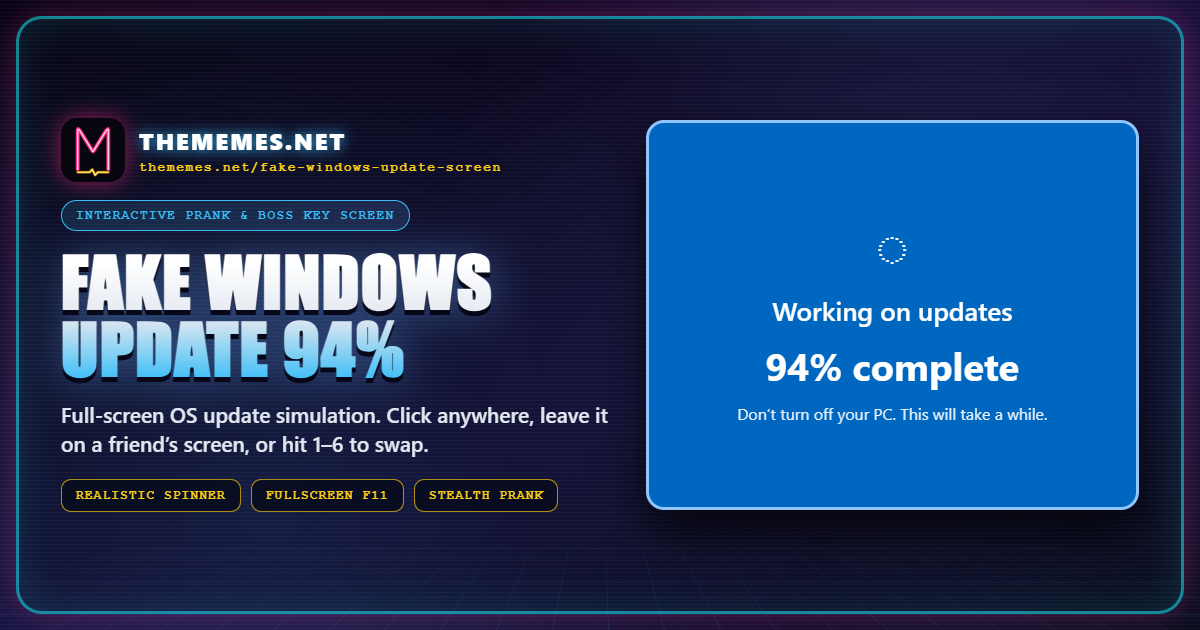 THEMEMES.NET
thememes.net/fake-windows-update-screen
INTERACTIVE PRANK & BOSS KEY SCREEN
FAKE WINDOWS
UPDATE 94%
Full-screen OS update simulation. Click anywhere, leave it
on a friend’s screen, or hit 1–6 to swap.
REALISTIC SPINNER
FULLSCREEN F11
STEALTH PRANK
Working on updates
94% complete
Don’t turn off your PC. This will take a while.